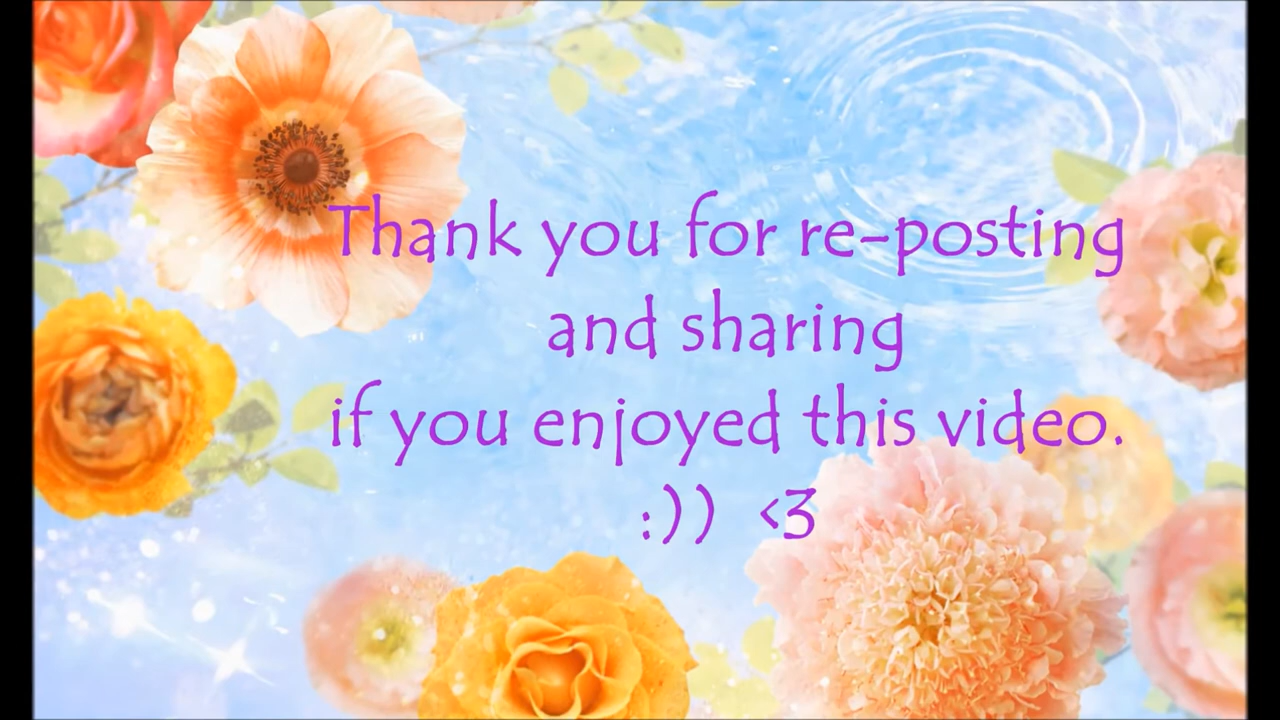 Thank you for re-posting
and sharing
if you enjoyed this video.
:)) <3